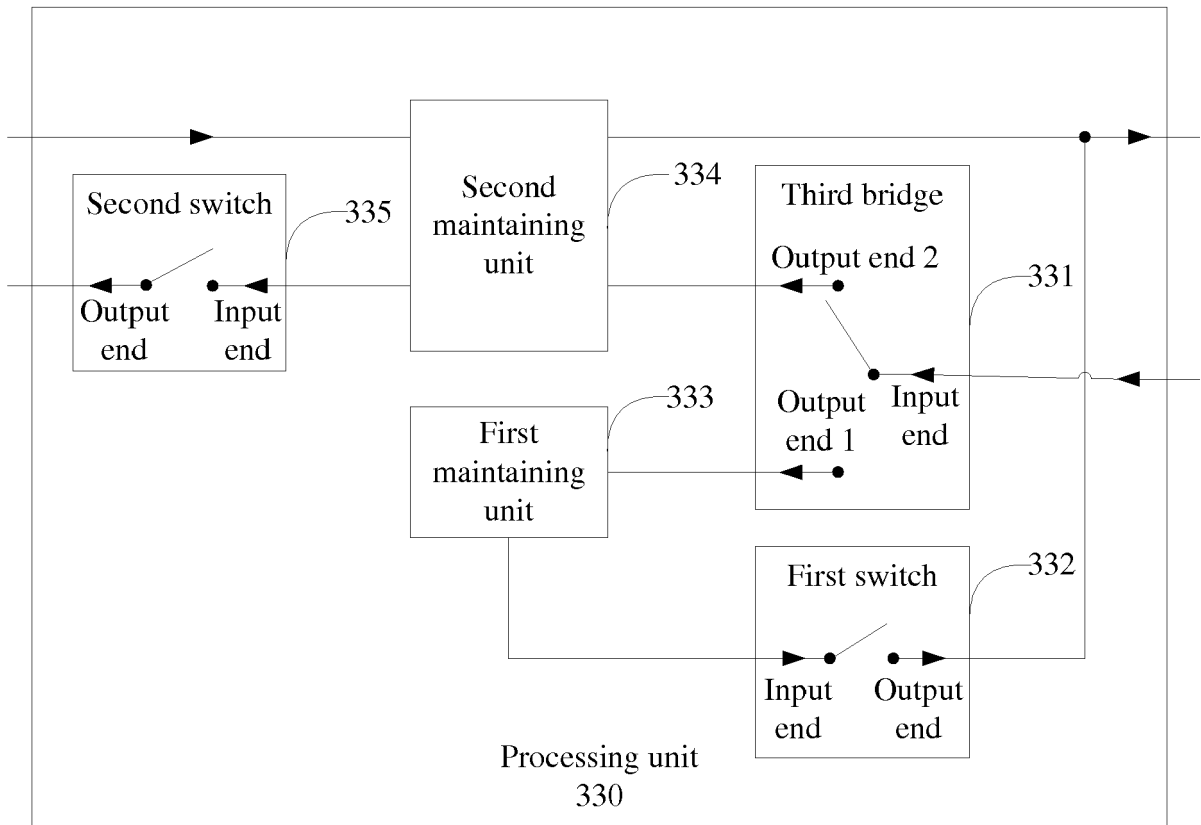 Second switch
335
Output
end
Input
end
Second
maintaining
unit
334
Third bridge
Output end 2
331
Output
end 1
Input
end
First
maintaining
unit
333
First switch
332
Input
end
Output
end
Processing unit
330